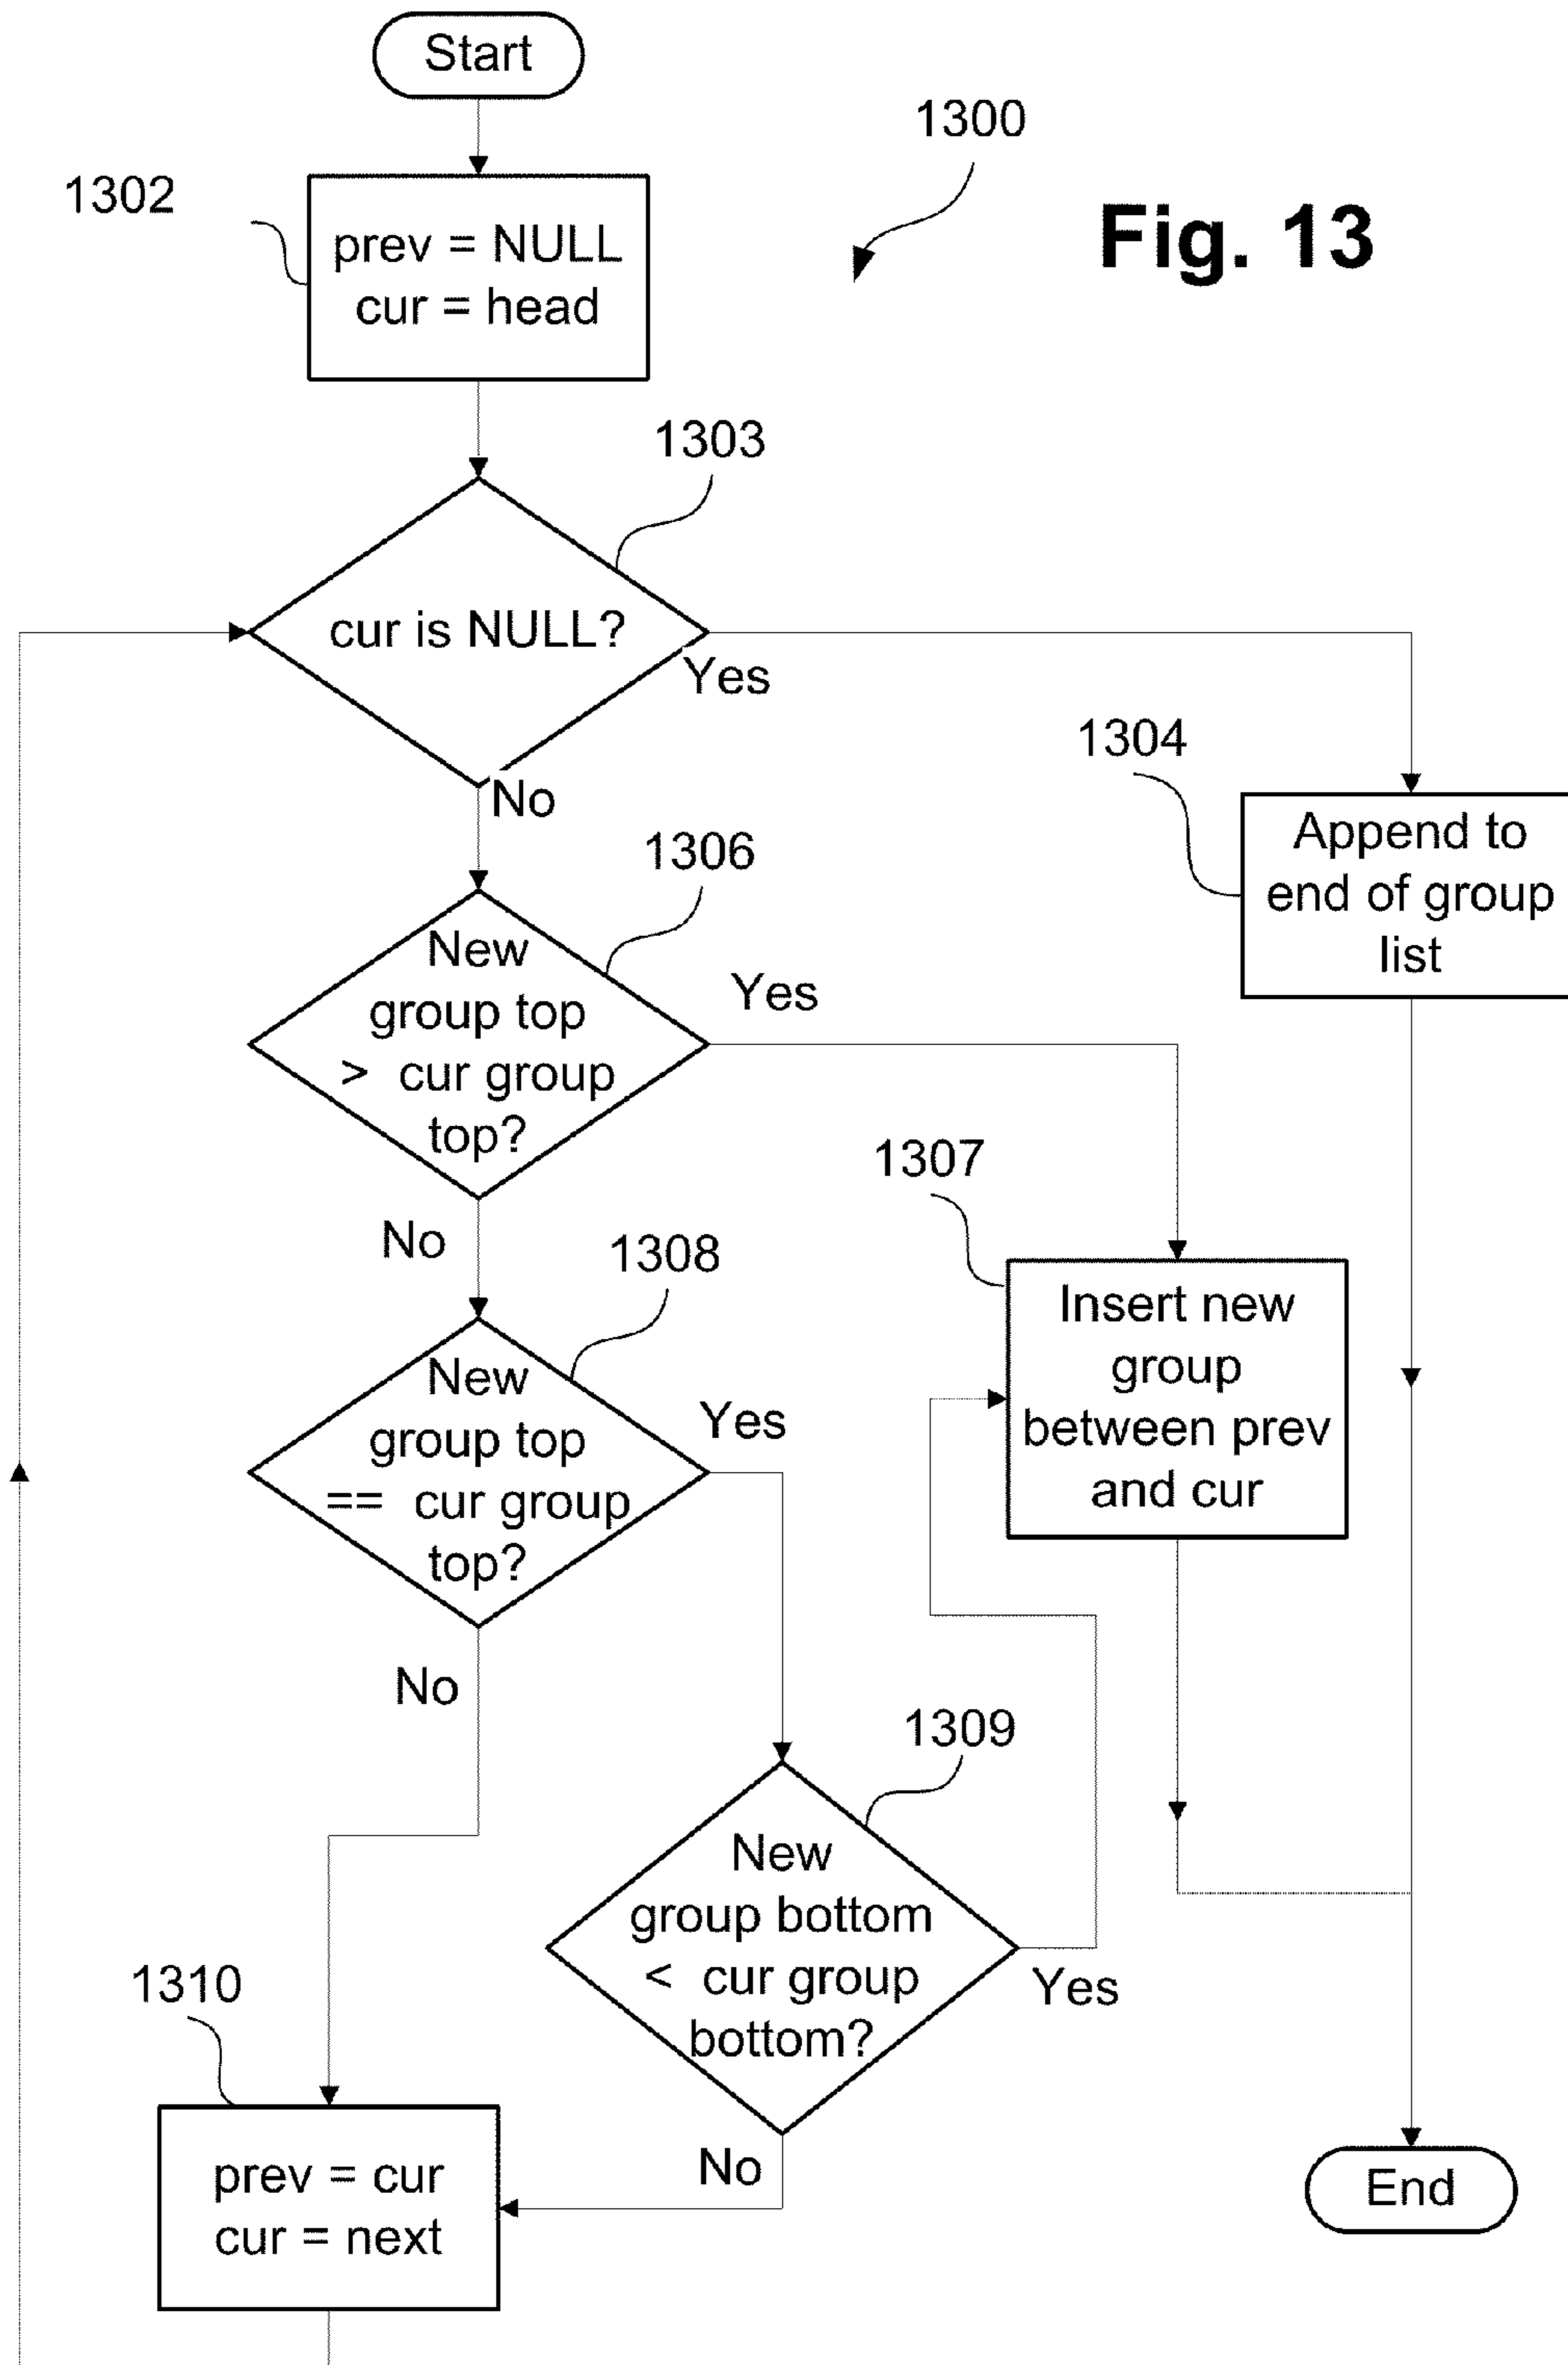 Start
1300
1302
Fig. 13
prev = NULL
cur = head
1303
cur is NULL?
Yes
No
1304
Append to
end of group
list
1306
New
group top
> cur group
top?
Yes
No
1307
Insert new
group
between prev
and cur
1308
New
group top
== cur group
top?
Yes
No
1309
New
group bottom
< cur group
bottom?
Yes
No
1310
prev = cur
cur = next
End